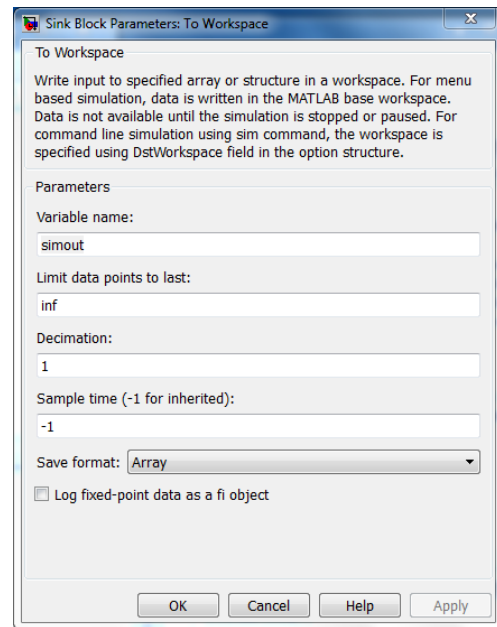 Sink Block Parameters: To Workspace
To Workspace
Write input to specified array or structure in a workspace. For menu
based simulation, data is written in the MATLAB base workspace.
Data is not available until the simulation is stopped or paused. For
command line simulation using sim command, the workspace is
specified using DstWorkspace field in the option structure.
Parameters
Variable name:
simout
Limit data points to last:
inf
Decimation:
1
Sample time (-1 for inherited):
-1
Save format: Array
Log fixed-point data as a fi object
OK Cancel Help Apply